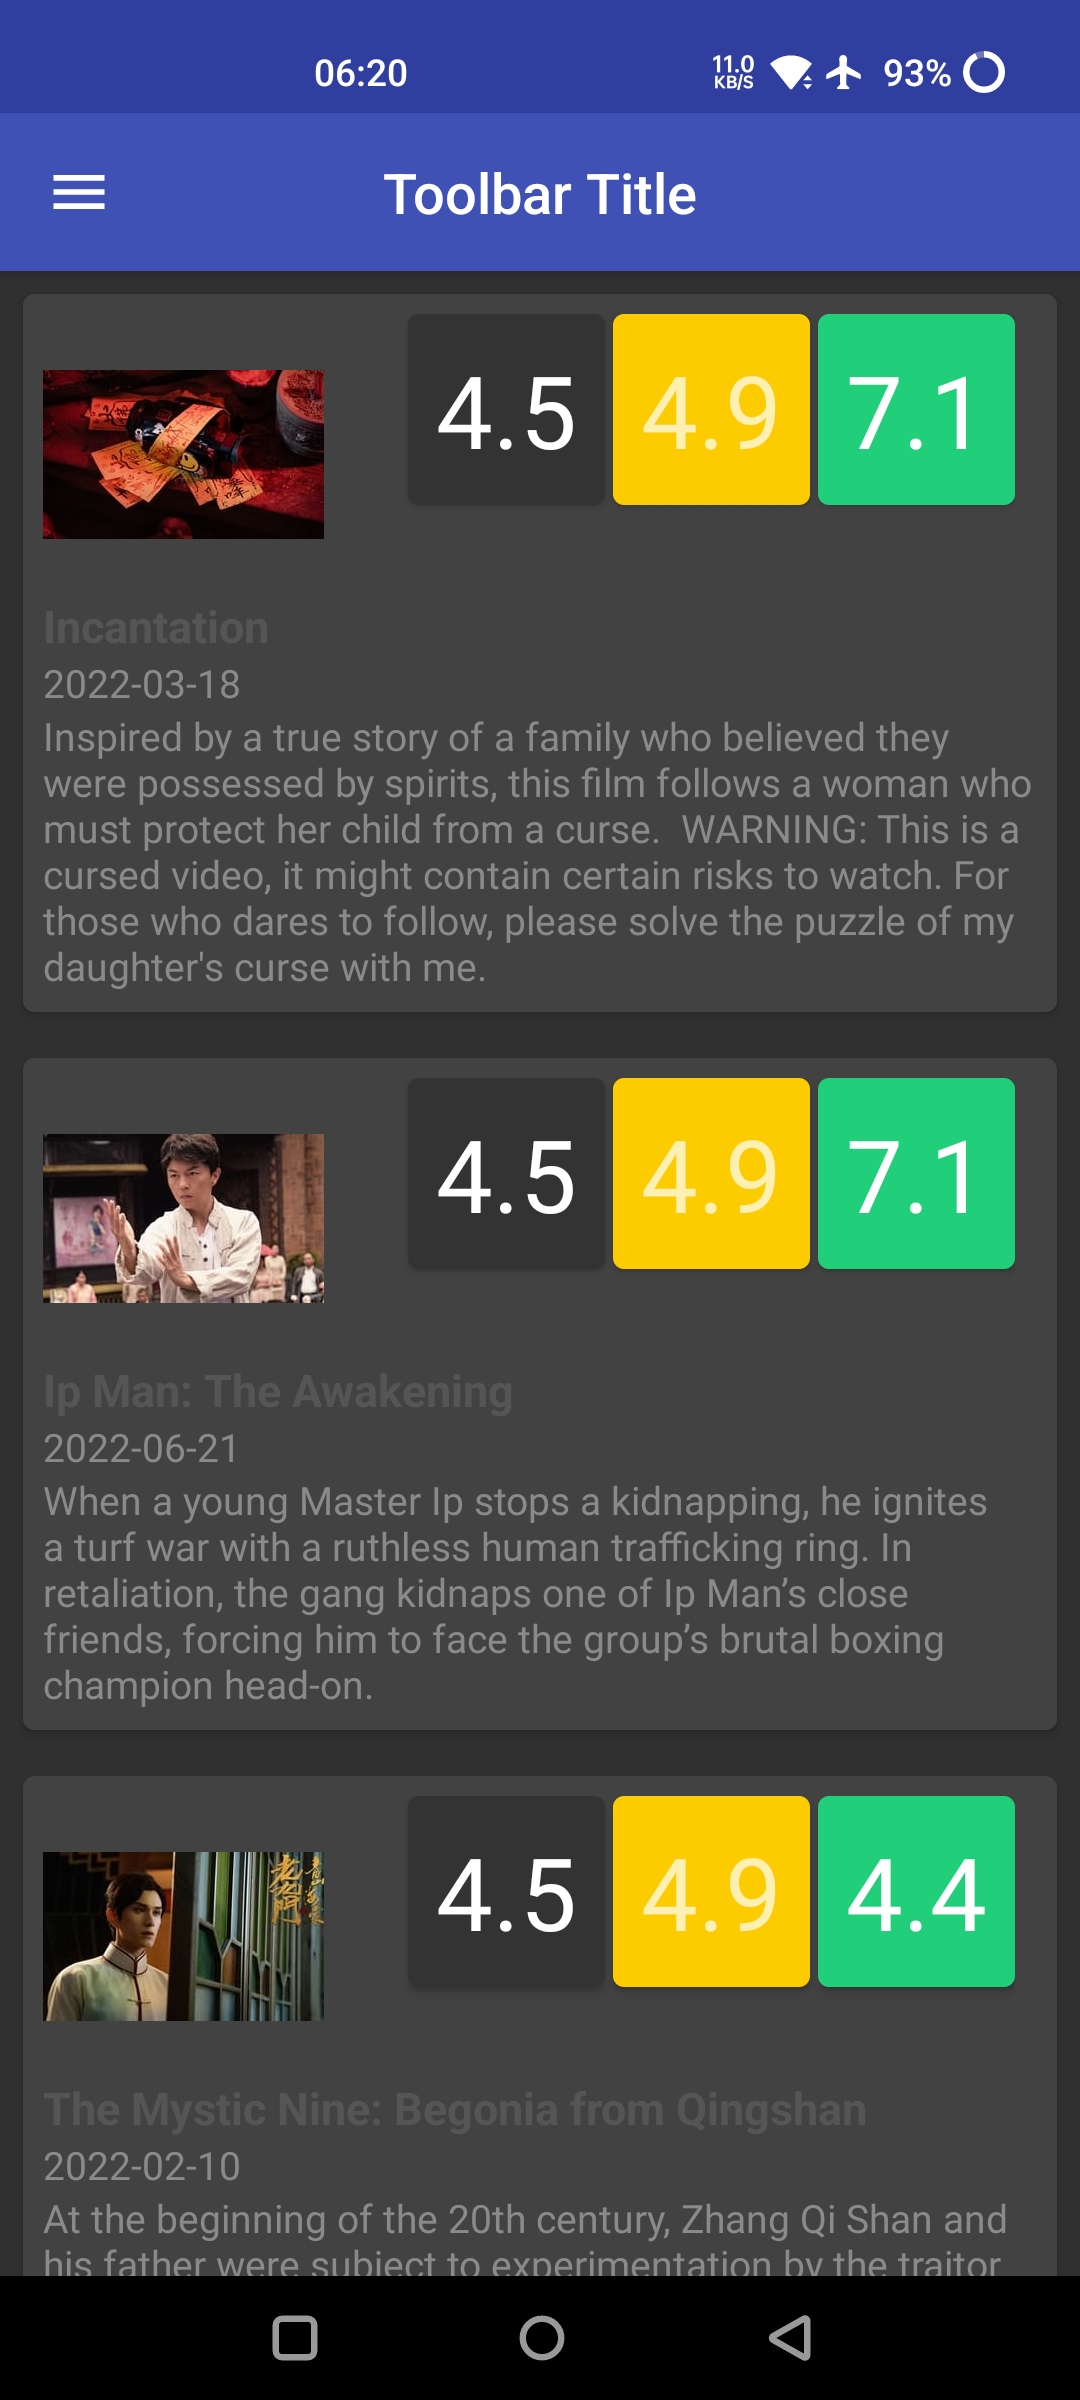 06:20
11.0
KB/S
93%
Toolbar Title
4.5
4.9
7.1
Incantation
2022-03-18
Inspired by a true story of a family who believed they
were possessed by spirits, this film follows a woman who
must protect her child from a curse.  WARNING: This is a
cursed video, it might contain certain risks to watch. For
those who dares to follow, please solve the puzzle of my
daughter's curse with me.
4.5
4.9
7.1
Ip Man: The Awakening
2022-06-21
When a young Master Ip stops a kidnapping, he ignites
a turf war with a ruthless human trafficking ring. In
retaliation, the gang kidnaps one of Ip Man’s close
friends, forcing him to face the group’s brutal boxing
champion head-on.
4.5
4.9
4.4
老九門
The Mystic Nine: Begonia from Qingshan
2022-02-10
At the beginning of the 20th century, Zhang Qi Shan and
his father were subject to experimentation by the traitor